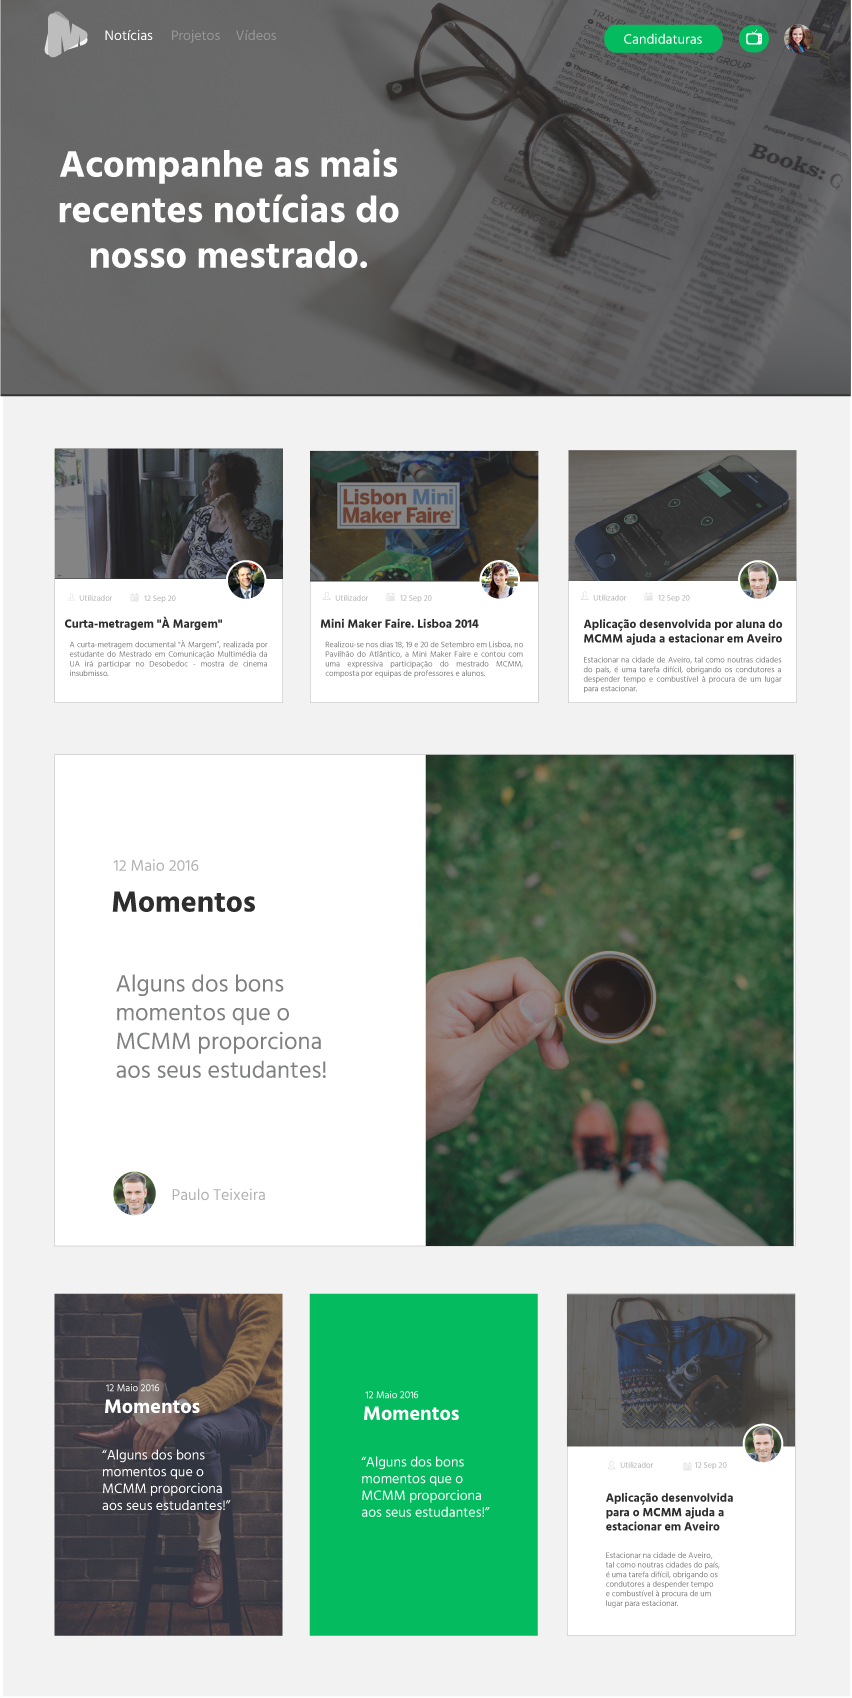 Notícias Projetos Vídeos
Candidaturas
TRAVEL
GROUP
Books:
EXCHANGE
Acompanhe as mais
recentes notícias do
nosso mestrado.
Lisbon Mini
Maker Faire
Utilizador 12 Sep 20
Curta-metragem "À Margem"
A curta-metragem documental "À Margem", realizada por
estudante do Mestrado em Comunicação Multimédia da
UA irá participar no Desobedoc - mostra de cinema
insubmisso.
Utilizador 12 Sep 20
Mini Maker Faire. Lisboa 2014
Realizou-se nos dias 18, 19 e 20 de Setembro em Lisboa, no
Pavilhão do Atlântico, a Mini Maker Faire e contou com
uma expressiva participação do mestrado MCMM,
composta por equipas de professores e alunos.
Utilizador 12 Sep 20
Aplicação desenvolvida por aluna do
MCMM ajuda a estacionar em Aveiro
Estacionar na cidade de Aveiro, tal como noutras cidades
do país, é uma tarefa difícil, obrigando os condutores a
despender tempo e combustível à procura de um lugar
para estacionar.
12 Maio 2016
Momentos
Alguns dos bons
momentos que o
MCMM proporciona
aos seus estudantes!
Paulo Teixeira
12 Maio 2016
Momentos
“Alguns dos bons
momentos que o
MCMM proporciona
aos seus estudantes!”
12 Maio 2016
Momentos
“Alguns dos bons
momentos que o
MCMM proporciona
aos seus estudantes!”
Utilizador 12 Sep 20
Aplicação desenvolvida
para o MCMM ajuda a
estacionar em Aveiro
Estacionar na cidade de Aveiro,
tal como noutras cidades do país,
é uma tarefa difícil, obrigando os
condutores a despender tempo
e combustível à procura de um
lugar para estacionar.